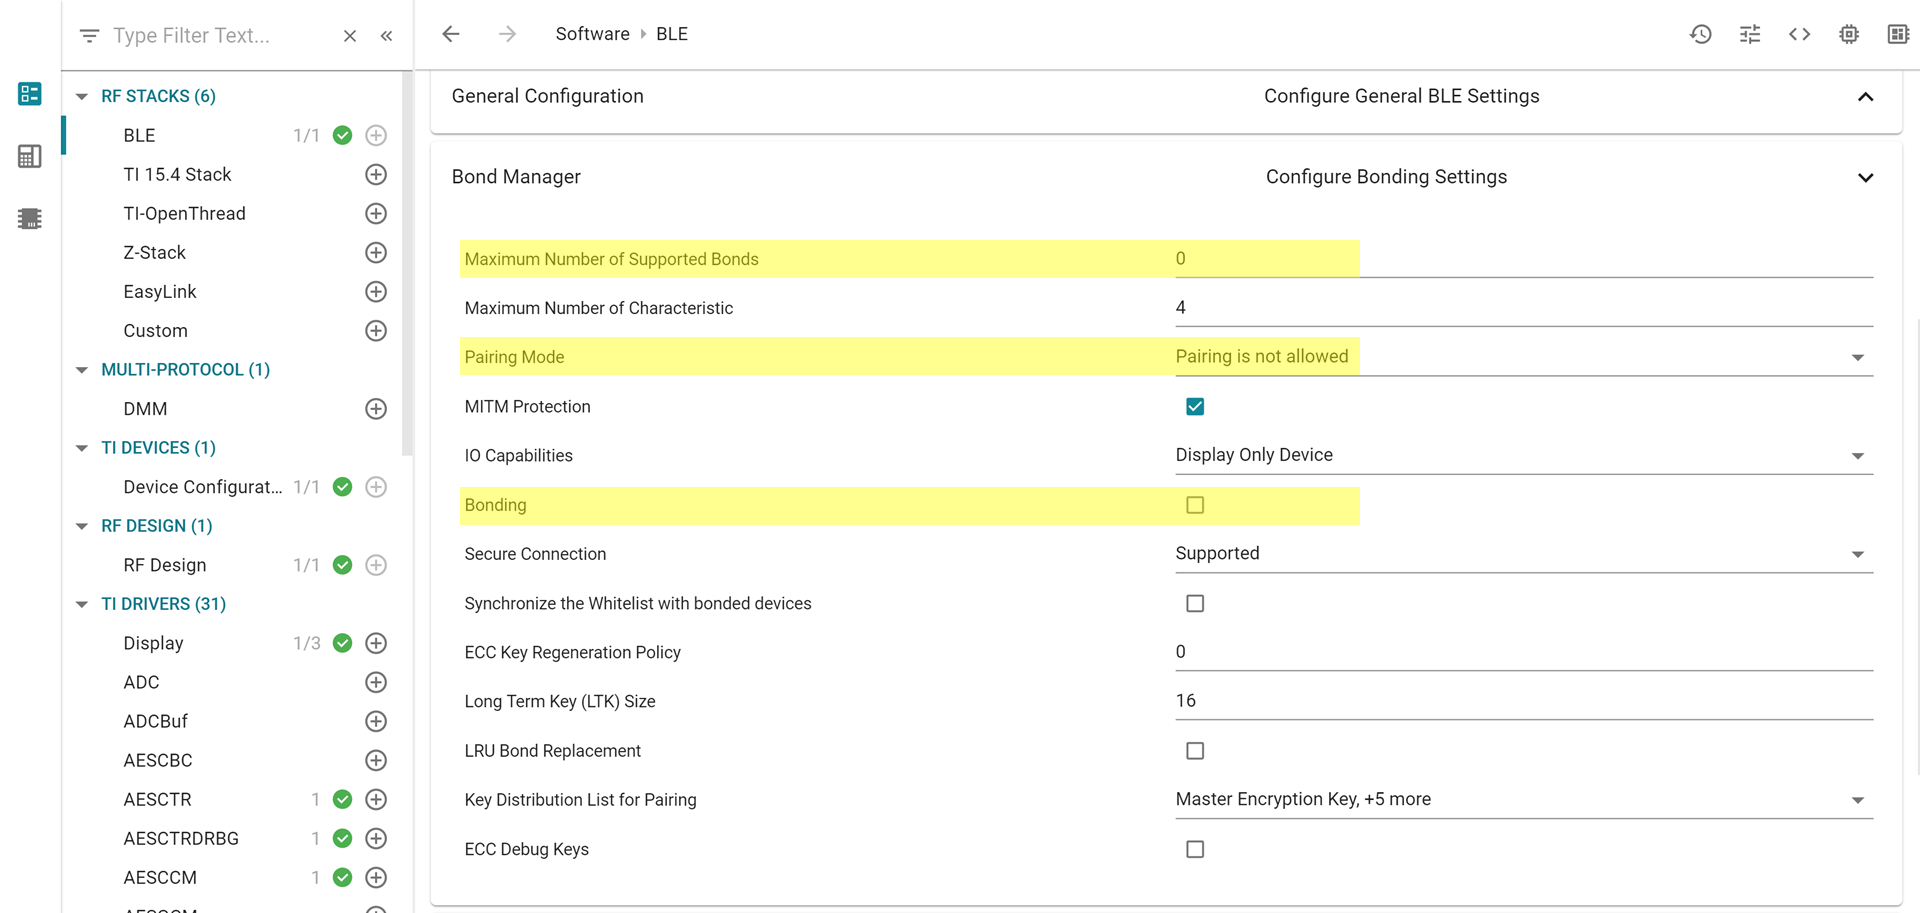 Type Filter Text...
RF STACKS (6)
BLE 1/1
TI 15.4 Stack
TI-OpenThread
Z-Stack
EasyLink
Custom
MULTI-PROTOCOL (1)
DMM
TI DEVICES (1)
Device Configurat... 1/1
RF DESIGN (1)
RF Design 1/1
TI DRIVERS (31)
Display 1/3
ADC
ADCBuf
AESCBC
AESCTR 1
AESCTRDRBG 1
AESCCM 1
Software BLE
General Configuration Configure General BLE Settings
Bond Manager Configure Bonding Settings
Maximum Number of Supported Bonds 0
Maximum Number of Characteristic 4
Pairing Mode Pairing is not allowed
MITM Protection
IO Capabilities Display Only Device
Bonding
Secure Connection Supported
Synchronize the Whitelist with bonded devices
ECC Key Regeneration Policy 0
Long Term Key (LTK) Size 16
LRU Bond Replacement
Key Distribution List for Pairing Master Encryption Key, +5 more
ECC Debug Keys